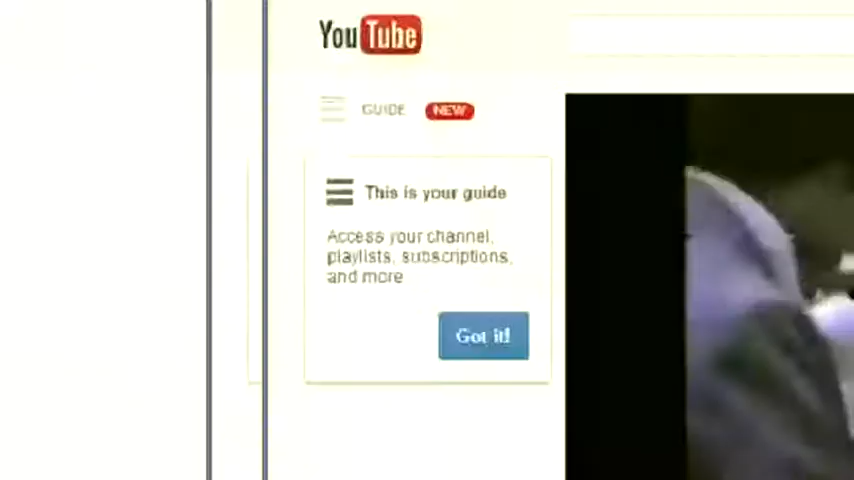 YouTube
GUIDE NEW
This is your guide
Access your channel,
playlists, subscriptions,
and more
Got it!